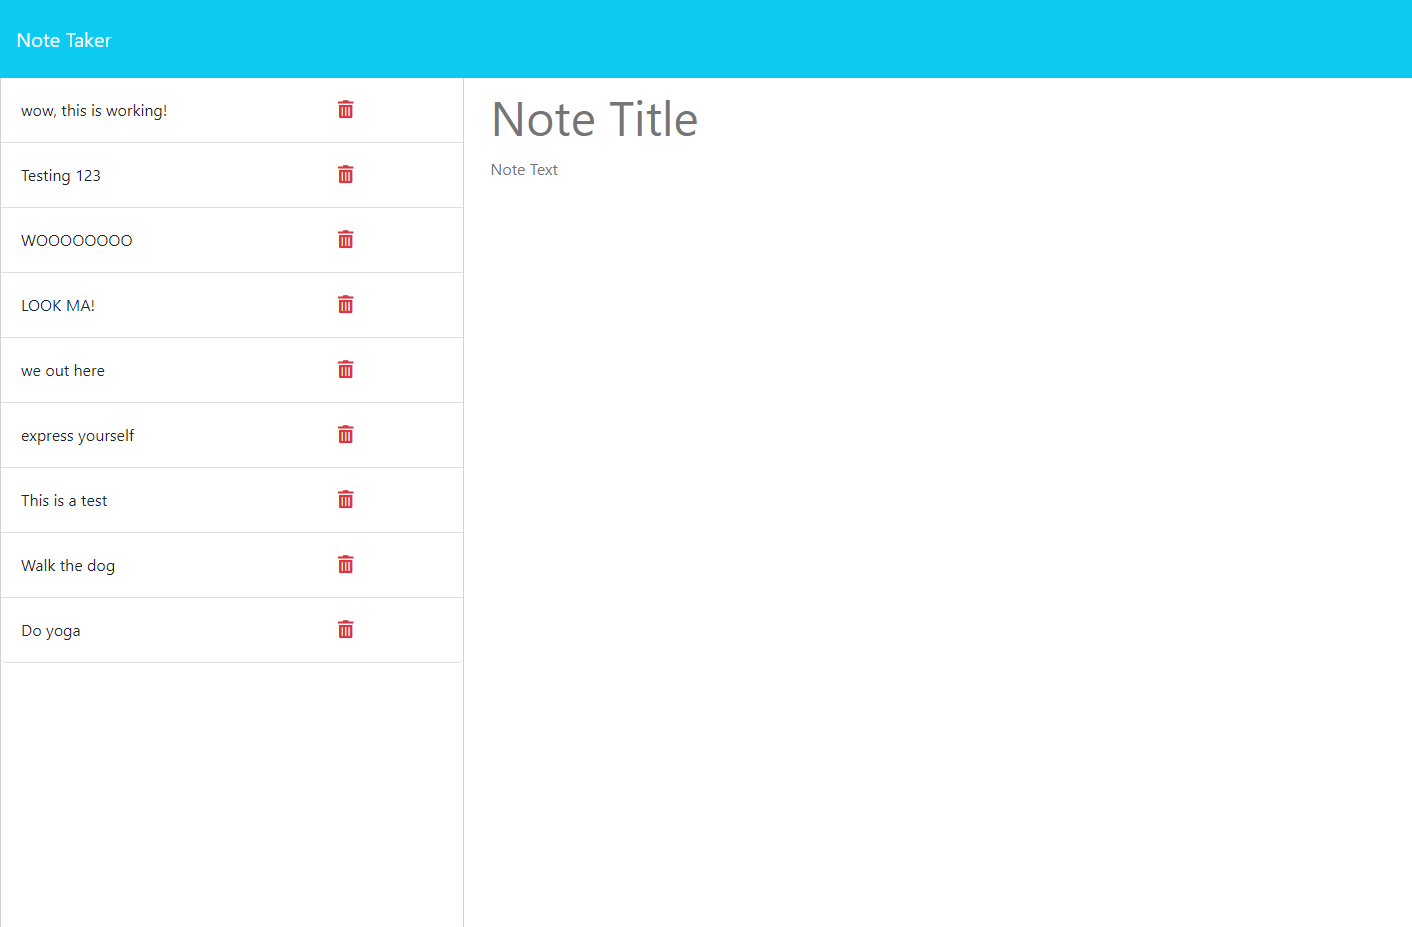 Note Taker
wow, this is working!
Testing 123
WOOOOOOOO
LOOK MA!
we out here
express yourself
This is a test
Walk the dog
Do yoga
Note Title
Note Text